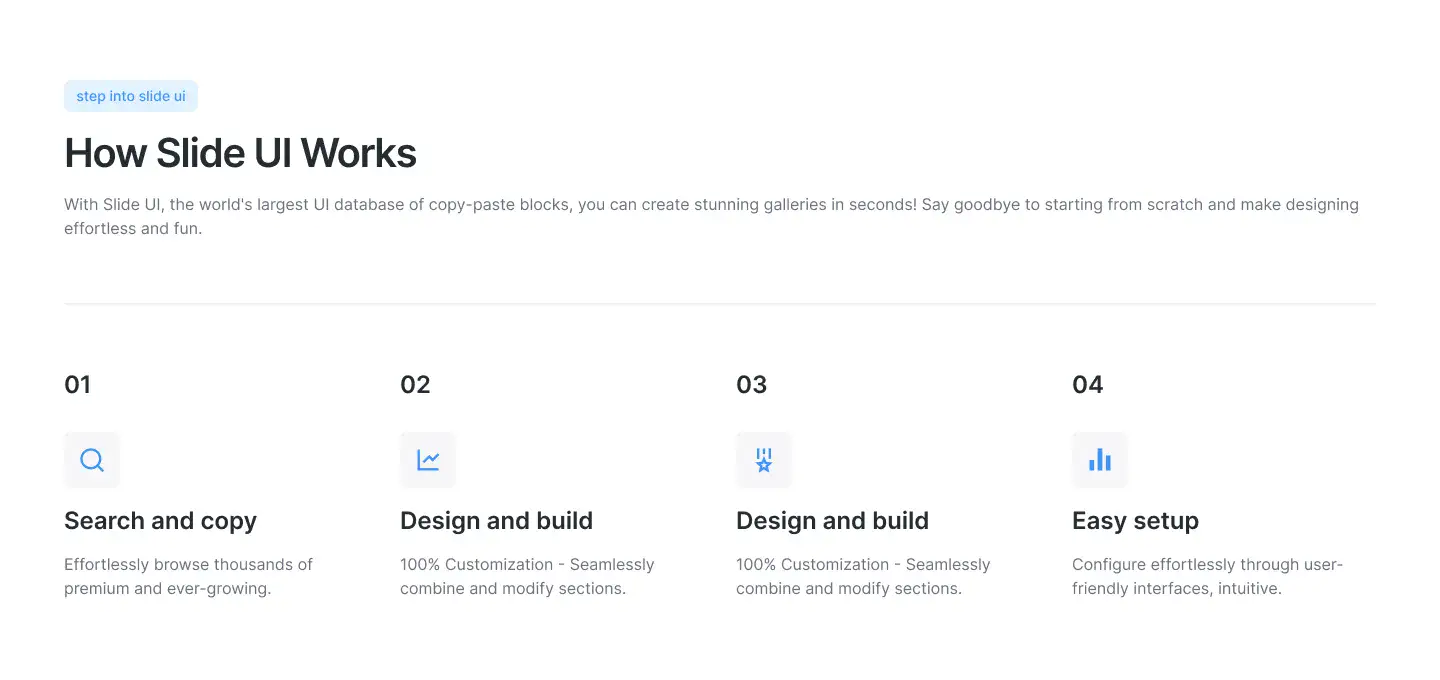 step into slide ui
How Slide UI Works
With Slide UI, the world's largest UI database of copy-paste blocks, you can create stunning galleries in seconds! Say goodbye to starting from scratch and make designing
effortless and fun.
01
Search and copy
Effortlessly browse thousands of
premium and ever-growing.
02
Design and build
100% Customization - Seamlessly
combine and modify sections.
03
Design and build
100% Customization - Seamlessly
combine and modify sections.
04
Easy setup
Configure effortlessly through user-
friendly interfaces, intuitive.